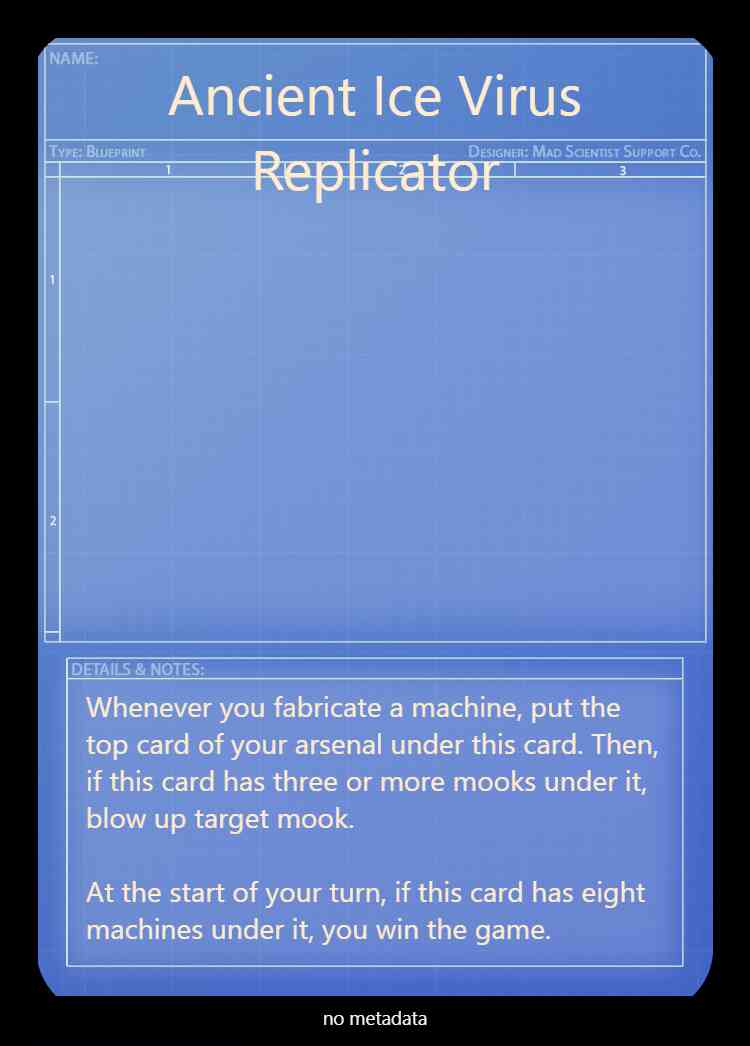 NAME:
Ancient Ice Virus
Replicator
Type: Blueprint
Designer: Mad Scientist Support Co.
1
2
3
1
2
DETAILS & NOTES:
Whenever you fabricate a machine, put the
top card of your arsenal under this card. Then,
if this card has three or more mooks under it,
blow up target mook.
At the start of your turn, if this card has eight
machines under it, you win the game.
no metadata